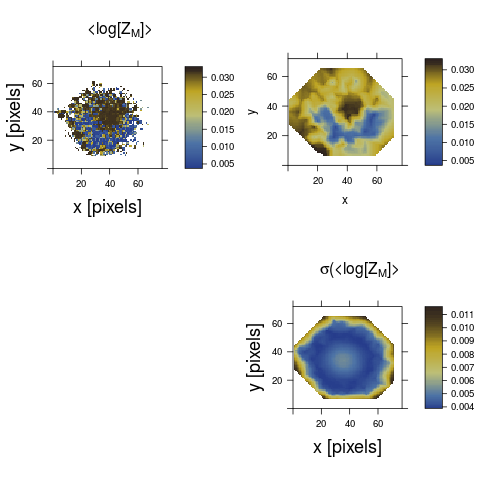 <log[Z_M]>
60
40
20
20 40 60
x [pixels]
y [pixels]
0.030
0.025
0.020
0.015
0.010
0.005
60
40
20
20 40 60
x
y
0.030
0.025
0.020
0.015
0.010
0.005
σ(<log[Z_M]>
60
40
20
20 40 60
x [pixels]
y [pixels]
0.011
0.010
0.009
0.008
0.007
0.006
0.005
0.004